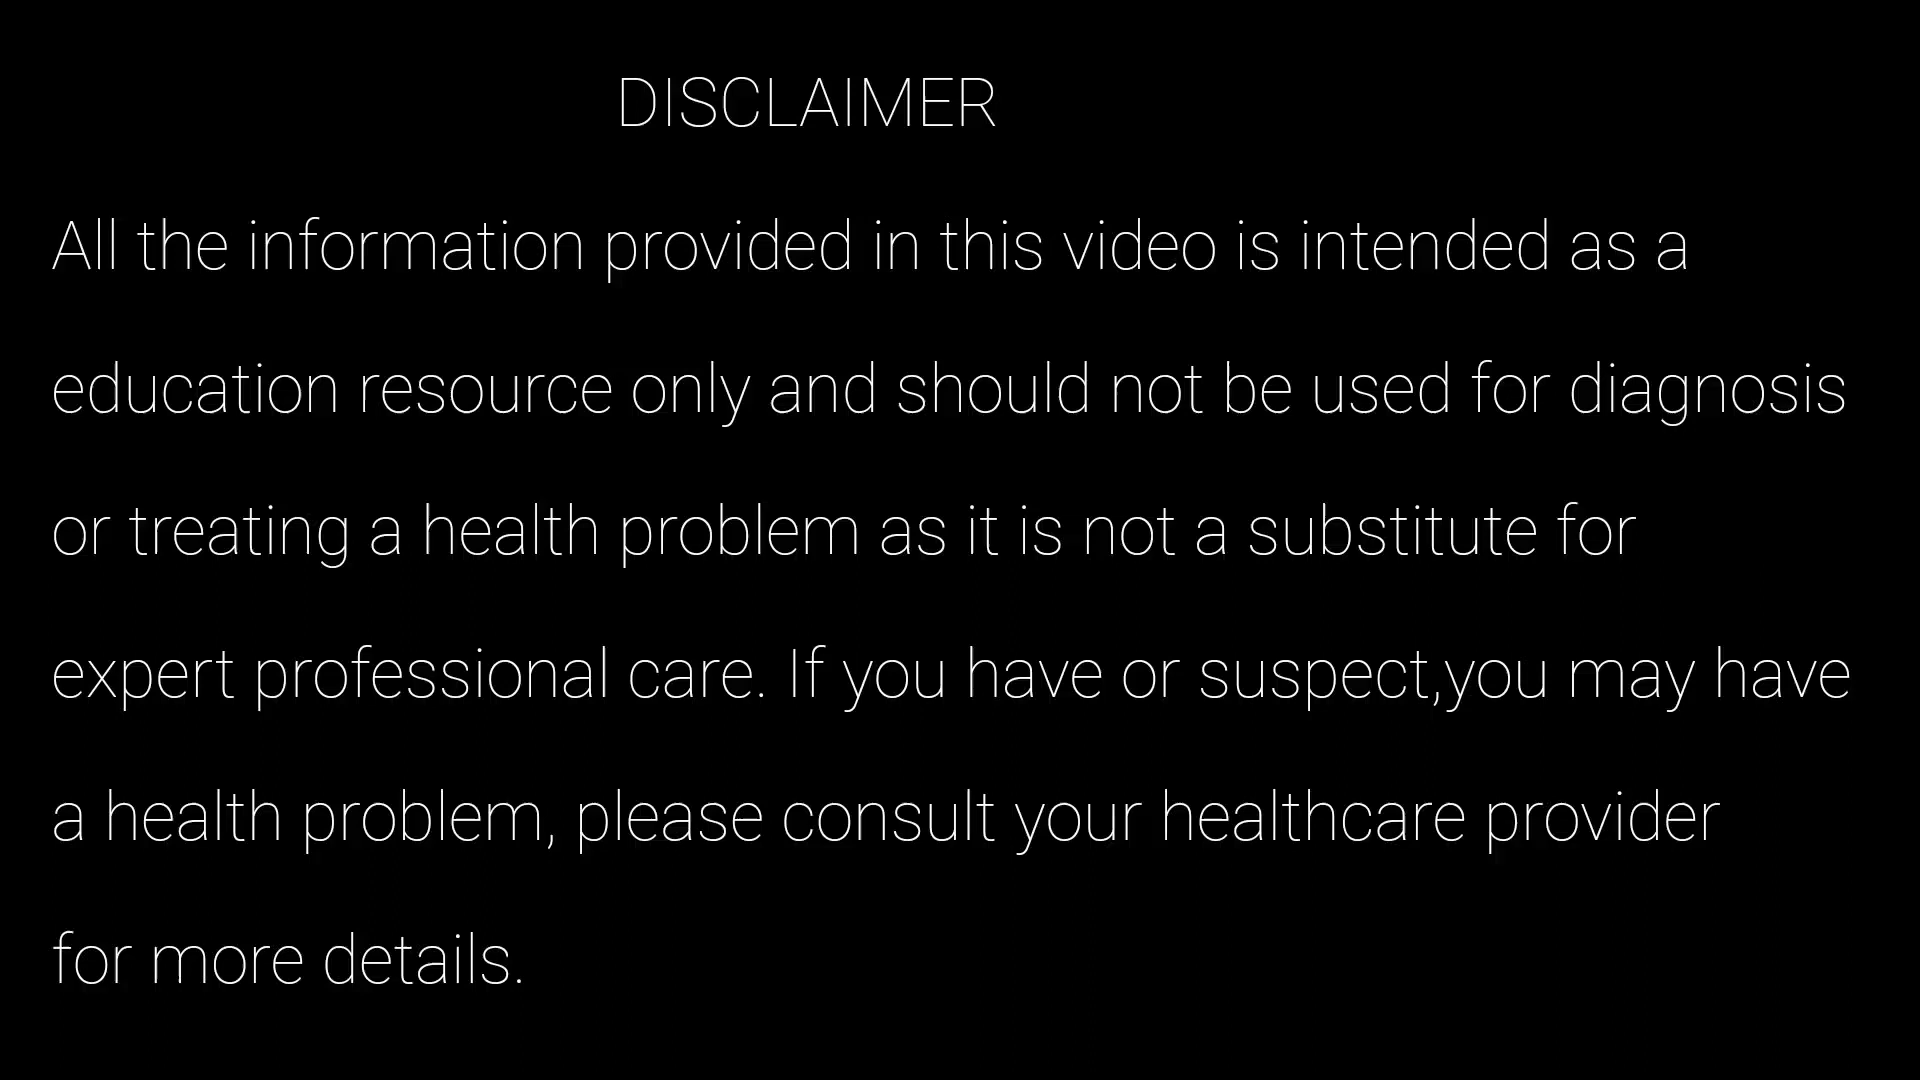 DISCLAIMER
All the information provided in this video is intended as a
education resource only and should not be used for diagnosis
or treating a health problem as it is not a substitute for
expert professional care. If you have or suspect,you may have
a health problem, please consult your healthcare provider
for more details.